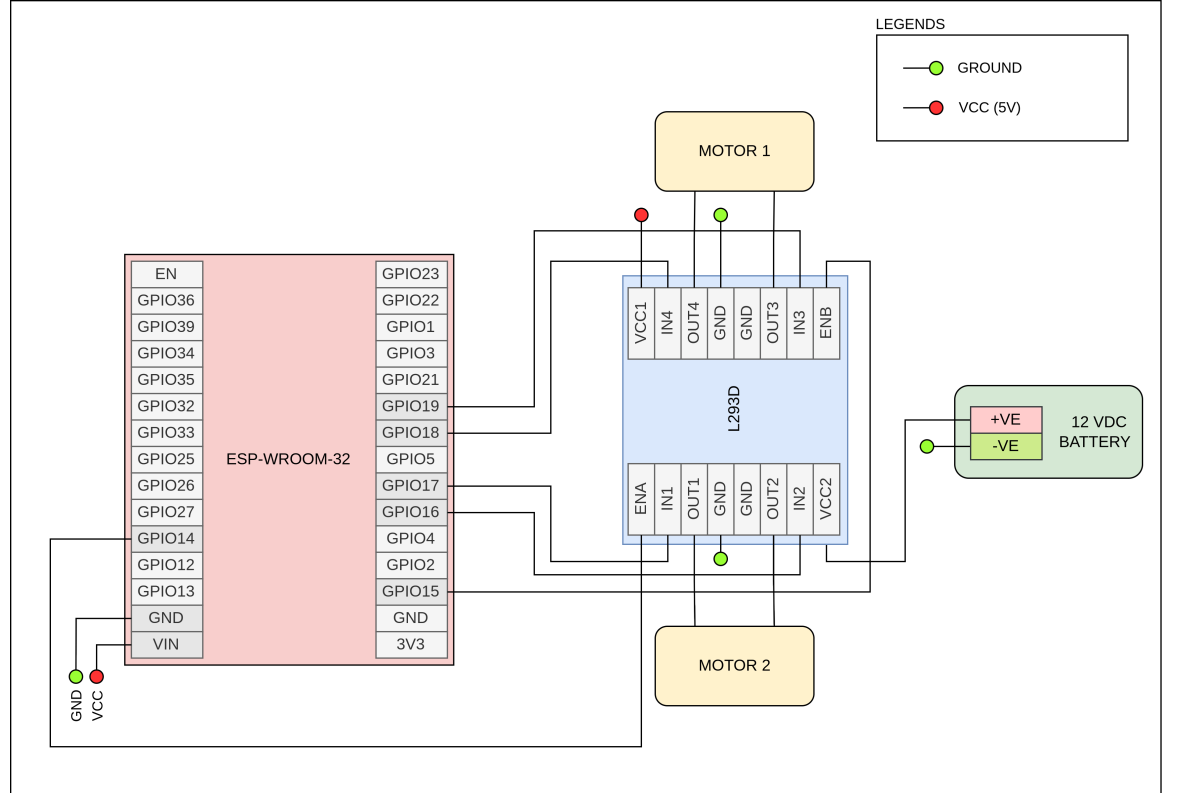 LEGENDS
GROUND
VCC (5V)
MOTOR 1
EN
GPIO36
GPIO39
GPIO34
GPIO35
GPIO32
GPIO33
GPIO25
GPIO26
GPIO27
GPIO14
GPIO12
GPIO13
GND
VIN
ESP-WROOM-32
GPIO23
GPIO22
GPIO1
GPIO3
GPIO21
GPIO19
GPIO18
GPIO5
GPIO17
GPIO16
GPIO4
GPIO2
GPIO15
GND
3V3
GND
VCC
VCC1
IN4
OUT4
GND
GND
OUT3
IN3
ENB
L293D
ENA
IN1
OUT1
GND
GND
OUT2
IN2
VCC2
+VE
-VE
12 VDC
BATTERY
MOTOR 2